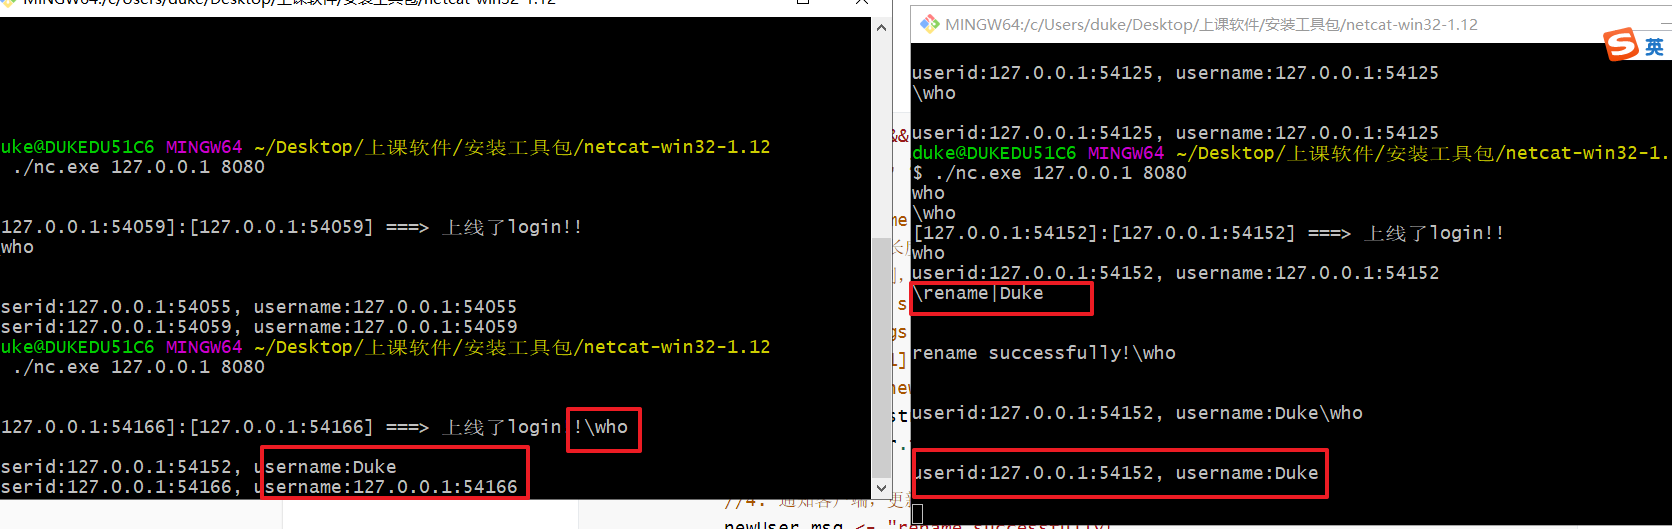 MINGW64:/c/Users/duke/Desktop/上课软件/安装工具包/netcat-win32-1.12
uke@DUKEDU51C6 MINGW64 ~/Desktop/上课软件/安装工具包/netcat-win32-1.12
./nc.exe 127.0.0.1 8080
127.0.0.1:54059]:[127.0.0.1:54059] ===> 上线了login!!
who
serid:127.0.0.1:54055, username:127.0.0.1:54055
serid:127.0.0.1:54059, username:127.0.0.1:54059
uke@DUKEDU51C6 MINGW64 ~/Desktop/上课软件/安装工具包/netcat-win32-1.12
./nc.exe 127.0.0.1 8080
127.0.0.1:54166]:[127.0.0.1:54166] ===> 上线了login !\who
serid:127.0.0.1:54152, username:Duke
serid:127.0.0.1:54166, username:127.0.0.1:54166
MINGW64:/c/Users/duke/Desktop/上课软件/安装工具包/netcat-win32-1.12
英
userid:127.0.0.1:54125, username:127.0.0.1:54125
\who
userid:127.0.0.1:54125, username:127.0.0.1:54125
duke@DUKEDU51C6 MINGW64 ~/Desktop/上课软件/安装工具包/netcat-win32-1.
$ ./nc.exe 127.0.0.1 8080
who
\who
[127.0.0.1:54152]:[127.0.0.1:54152] ===> 上线了login!!
who
userid:127.0.0.1:54152, username:127.0.0.1:54152
\rename|Duke
rename successfully!\who
userid:127.0.0.1:54152, username:Duke\who
userid:127.0.0.1:54152, username:Duke
&&
//4. 通知客户端，更新
newUser.msg <- "rename successfully!